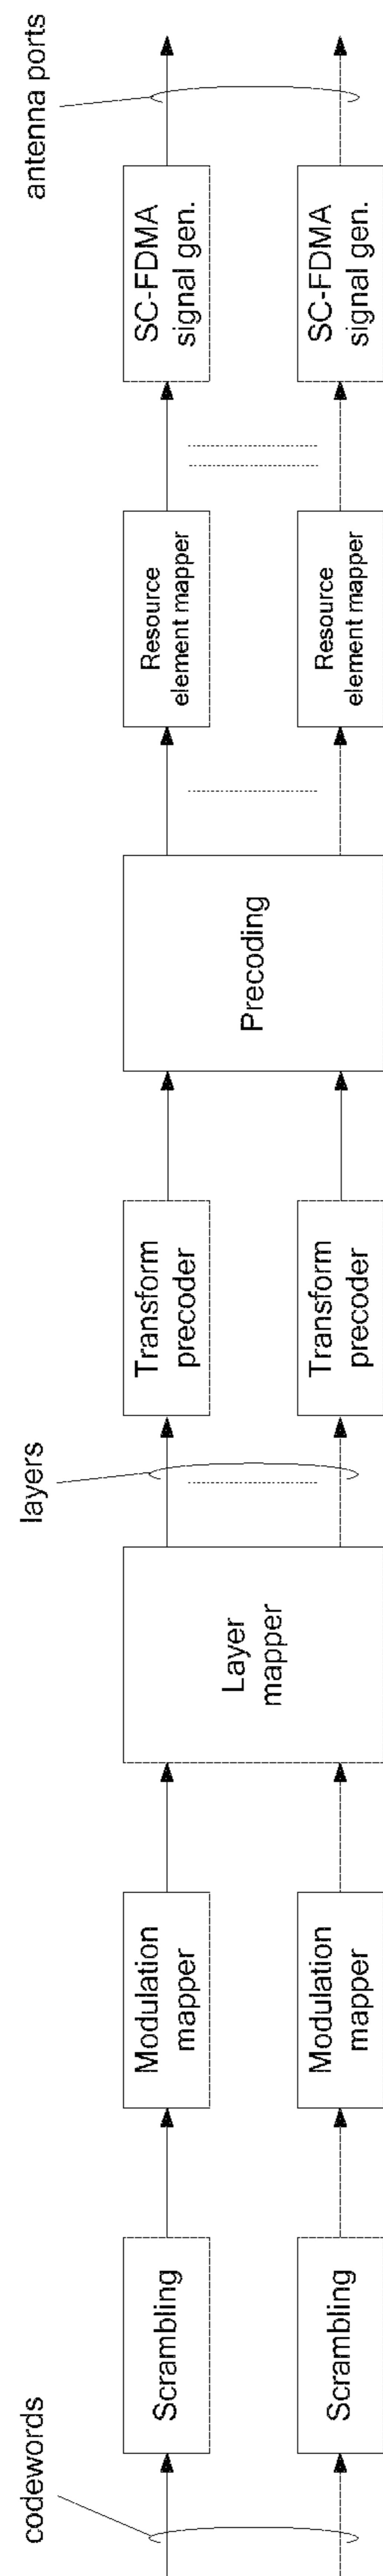 codewords
layers
antenna ports
Scrambling
Modulation
mapper
Layer
mapper
Transform
precoder
Precoding
Resource
element mapper
SC-FDMA
signal gen.
Scrambling
Modulation
mapper
Transform
precoder
Resource
element mapper
SC-FDMA
signal gen.